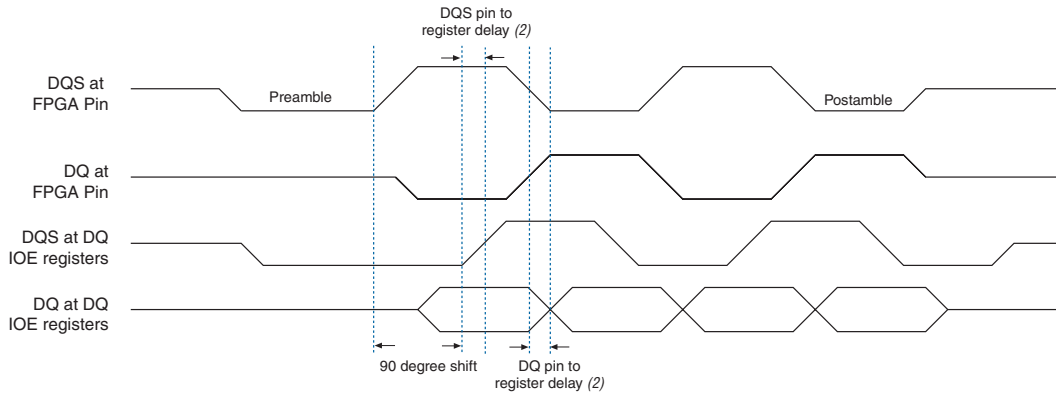 DQS pin to
register delay (2)
DQS at
FPGA Pin
Preamble
Postamble
DQ at
FPGA Pin
DQS at DQ
IOE registers
DQ at DQ
IOE registers
90 degree shift
DQ pin to
register delay (2)